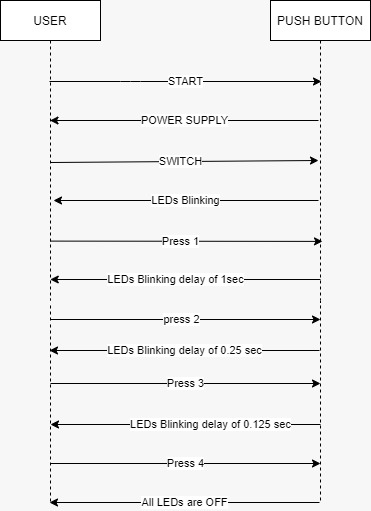 USER
PUSH BUTTON
START
POWER SUPPLY
SWITCH
LEDs Blinking
Press 1
LEDs Blinking delay of 1sec
press 2
LEDs Blinking delay of 0.25 sec
Press 3
LEDs Blinking delay of 0.125 sec
Press 4
All LEDs are OFF